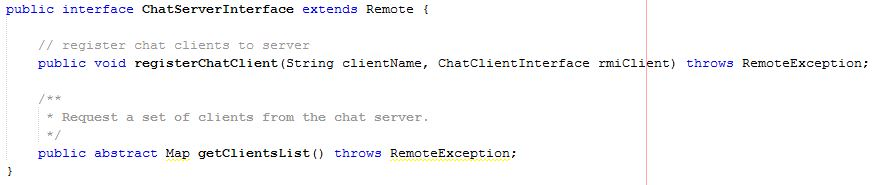 public interface ChatServerInterface extends Remote {
// register chat clients to server
public void registerChatClient(String clientName, ChatClientInterface rmiClient) throws RemoteException;
/**
* Request a set of clients from the chat server.
*/
public abstract Map getClientsList() throws RemoteException;
}